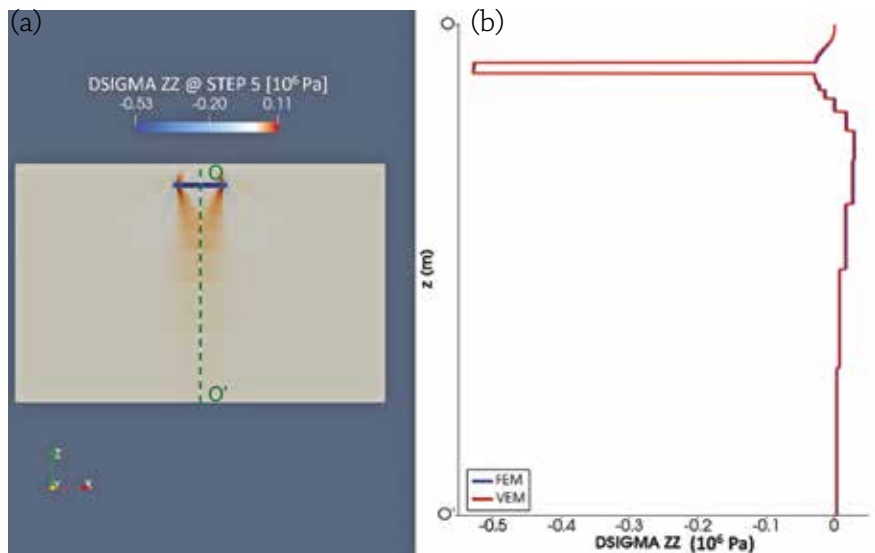 (a)
DSIGMA ZZ @ STEP 5 [10⁶ Pa]
-0.53 -0.20 0.11
O
O'
Z
Y X
(b)
O
z (m)
O'
FEM
VEM
-0.5 -0.4 -0.3 -0.2 -0.1 0
DSIGMA ZZ (10⁶ Pa)